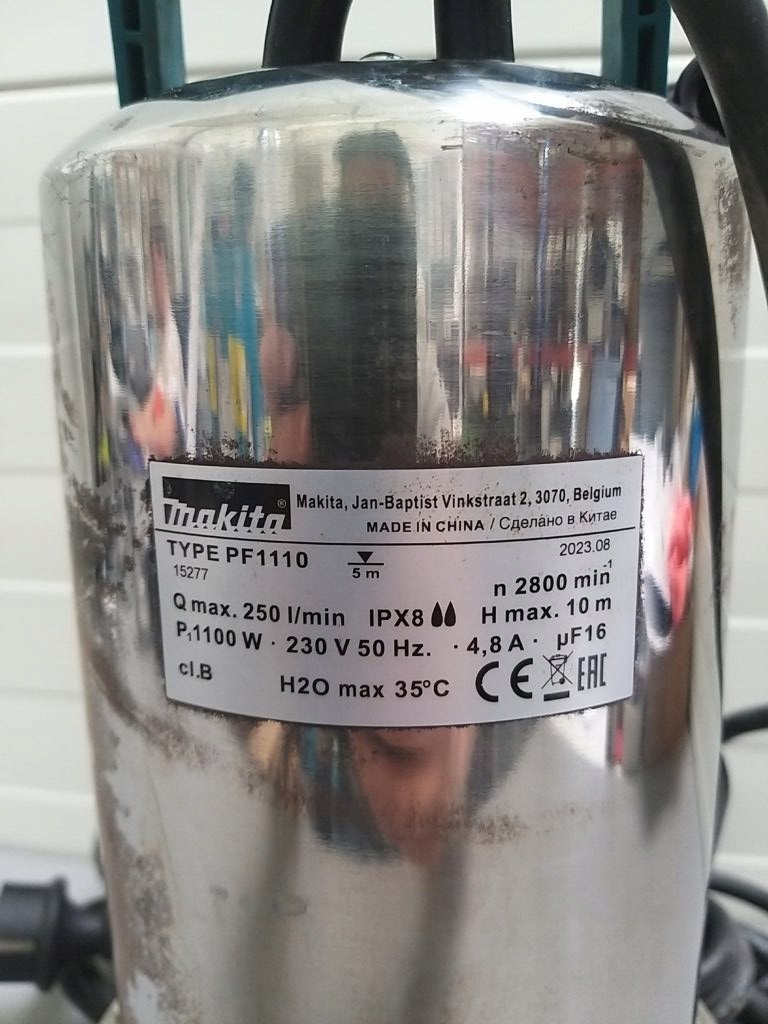 makita® Makita, Jan-Baptist Vinkstraat 2, 3070, Belgium
MADE IN CHINA / Сделано в Китае
TYPE PF1110 5 m 2023.08
15277 n 2800 min⁻¹
Q max. 250 l/min IPX8 H max. 10 m
P₁1100 W · 230 V 50 Hz. · 4,8 A · µF16
cl.B H2O max 35°C CE EAC